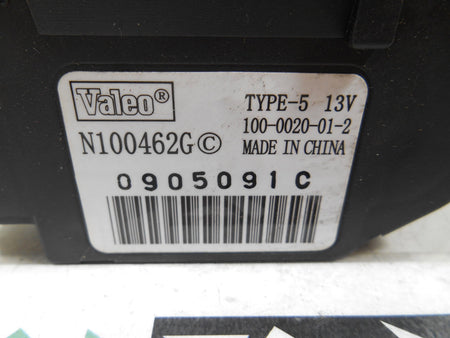 Valeo®
TYPE-5 13V
100-0020-01-2
N100462G©
MADE IN CHINA
0905091C